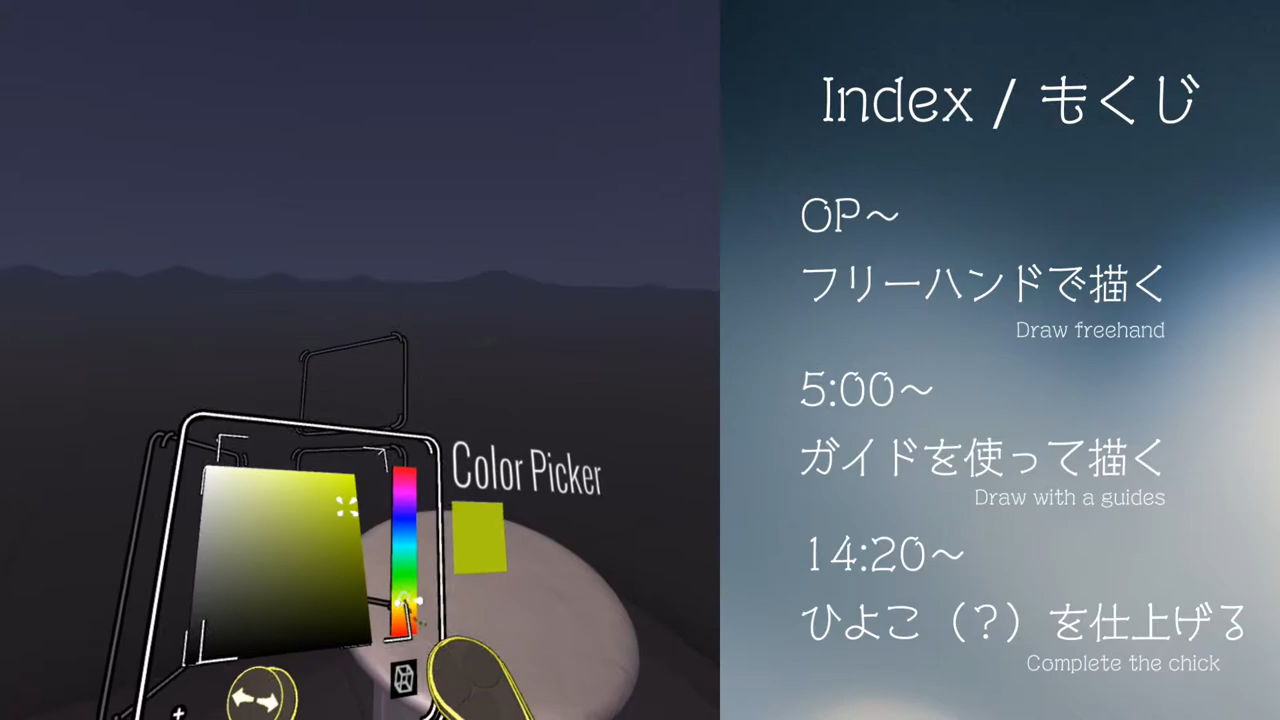 Color Picker
Index / もくじ
OP～
フリーハンドで描く
Draw freehand
5:00～
ガイドを使って描く
Draw with a guides
14:20～
ひよこ（？）を仕上げる
Complete the chick